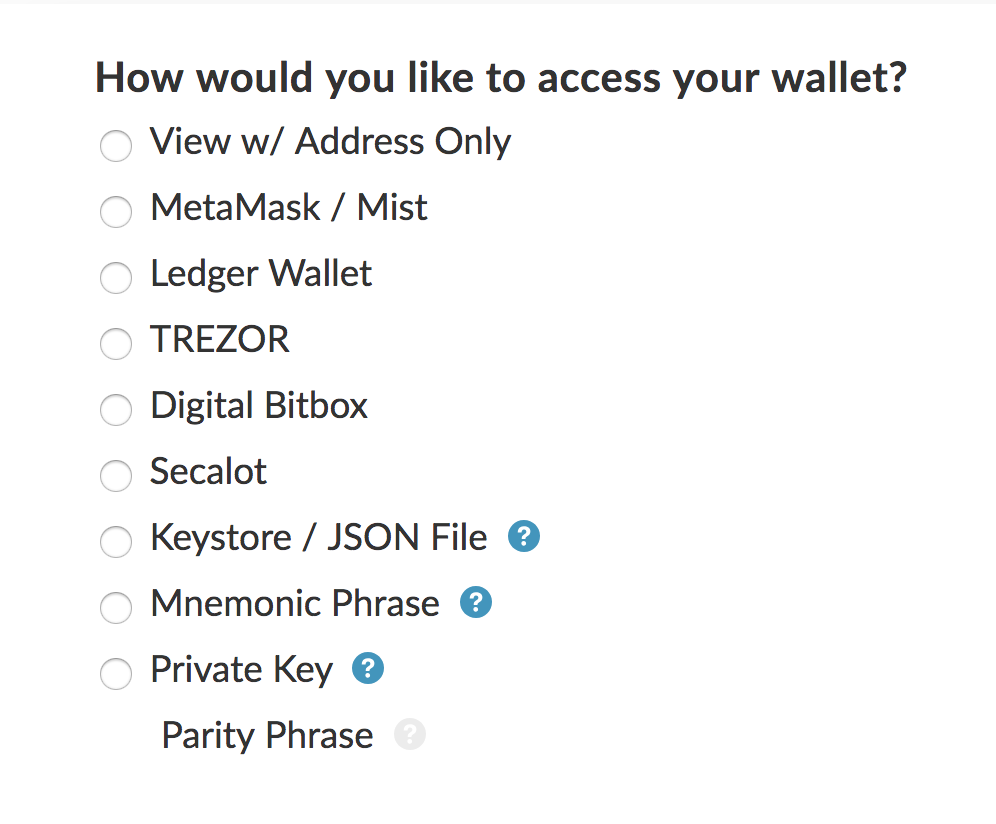 How would you like to access your wallet?
View w/ Address Only
MetaMask / Mist
Ledger Wallet
TREZOR
Digital Bitbox
Secalot
Keystore / JSON File ?
Mnemonic Phrase ?
Private Key ?
Parity Phrase ?